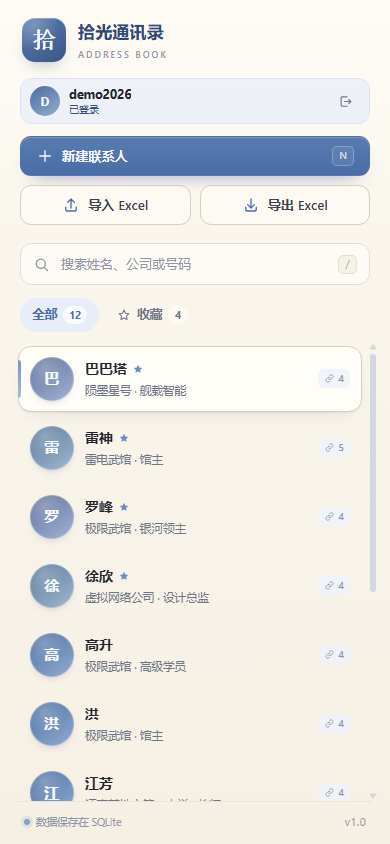 拾
拾光通讯录
ADDRESS BOOK
D
demo2026
已登录
新建联系人
N
导入 Excel
导出 Excel
搜索姓名、公司或号码
/
全部 12
收藏 4
巴
巴巴塔
陨墨星号 · 舰载智能
4
雷
雷神
雷电武馆 · 馆主
5
罗
罗峰
极限武馆 · 银河领主
4
徐
徐欣
虚拟网络公司 · 设计总监
4
高
高升
极限武馆 · 高级学员
4
洪
洪
极限武馆 · 馆主
4
江
江芳
4
数据保存在 SQLite
v1.0